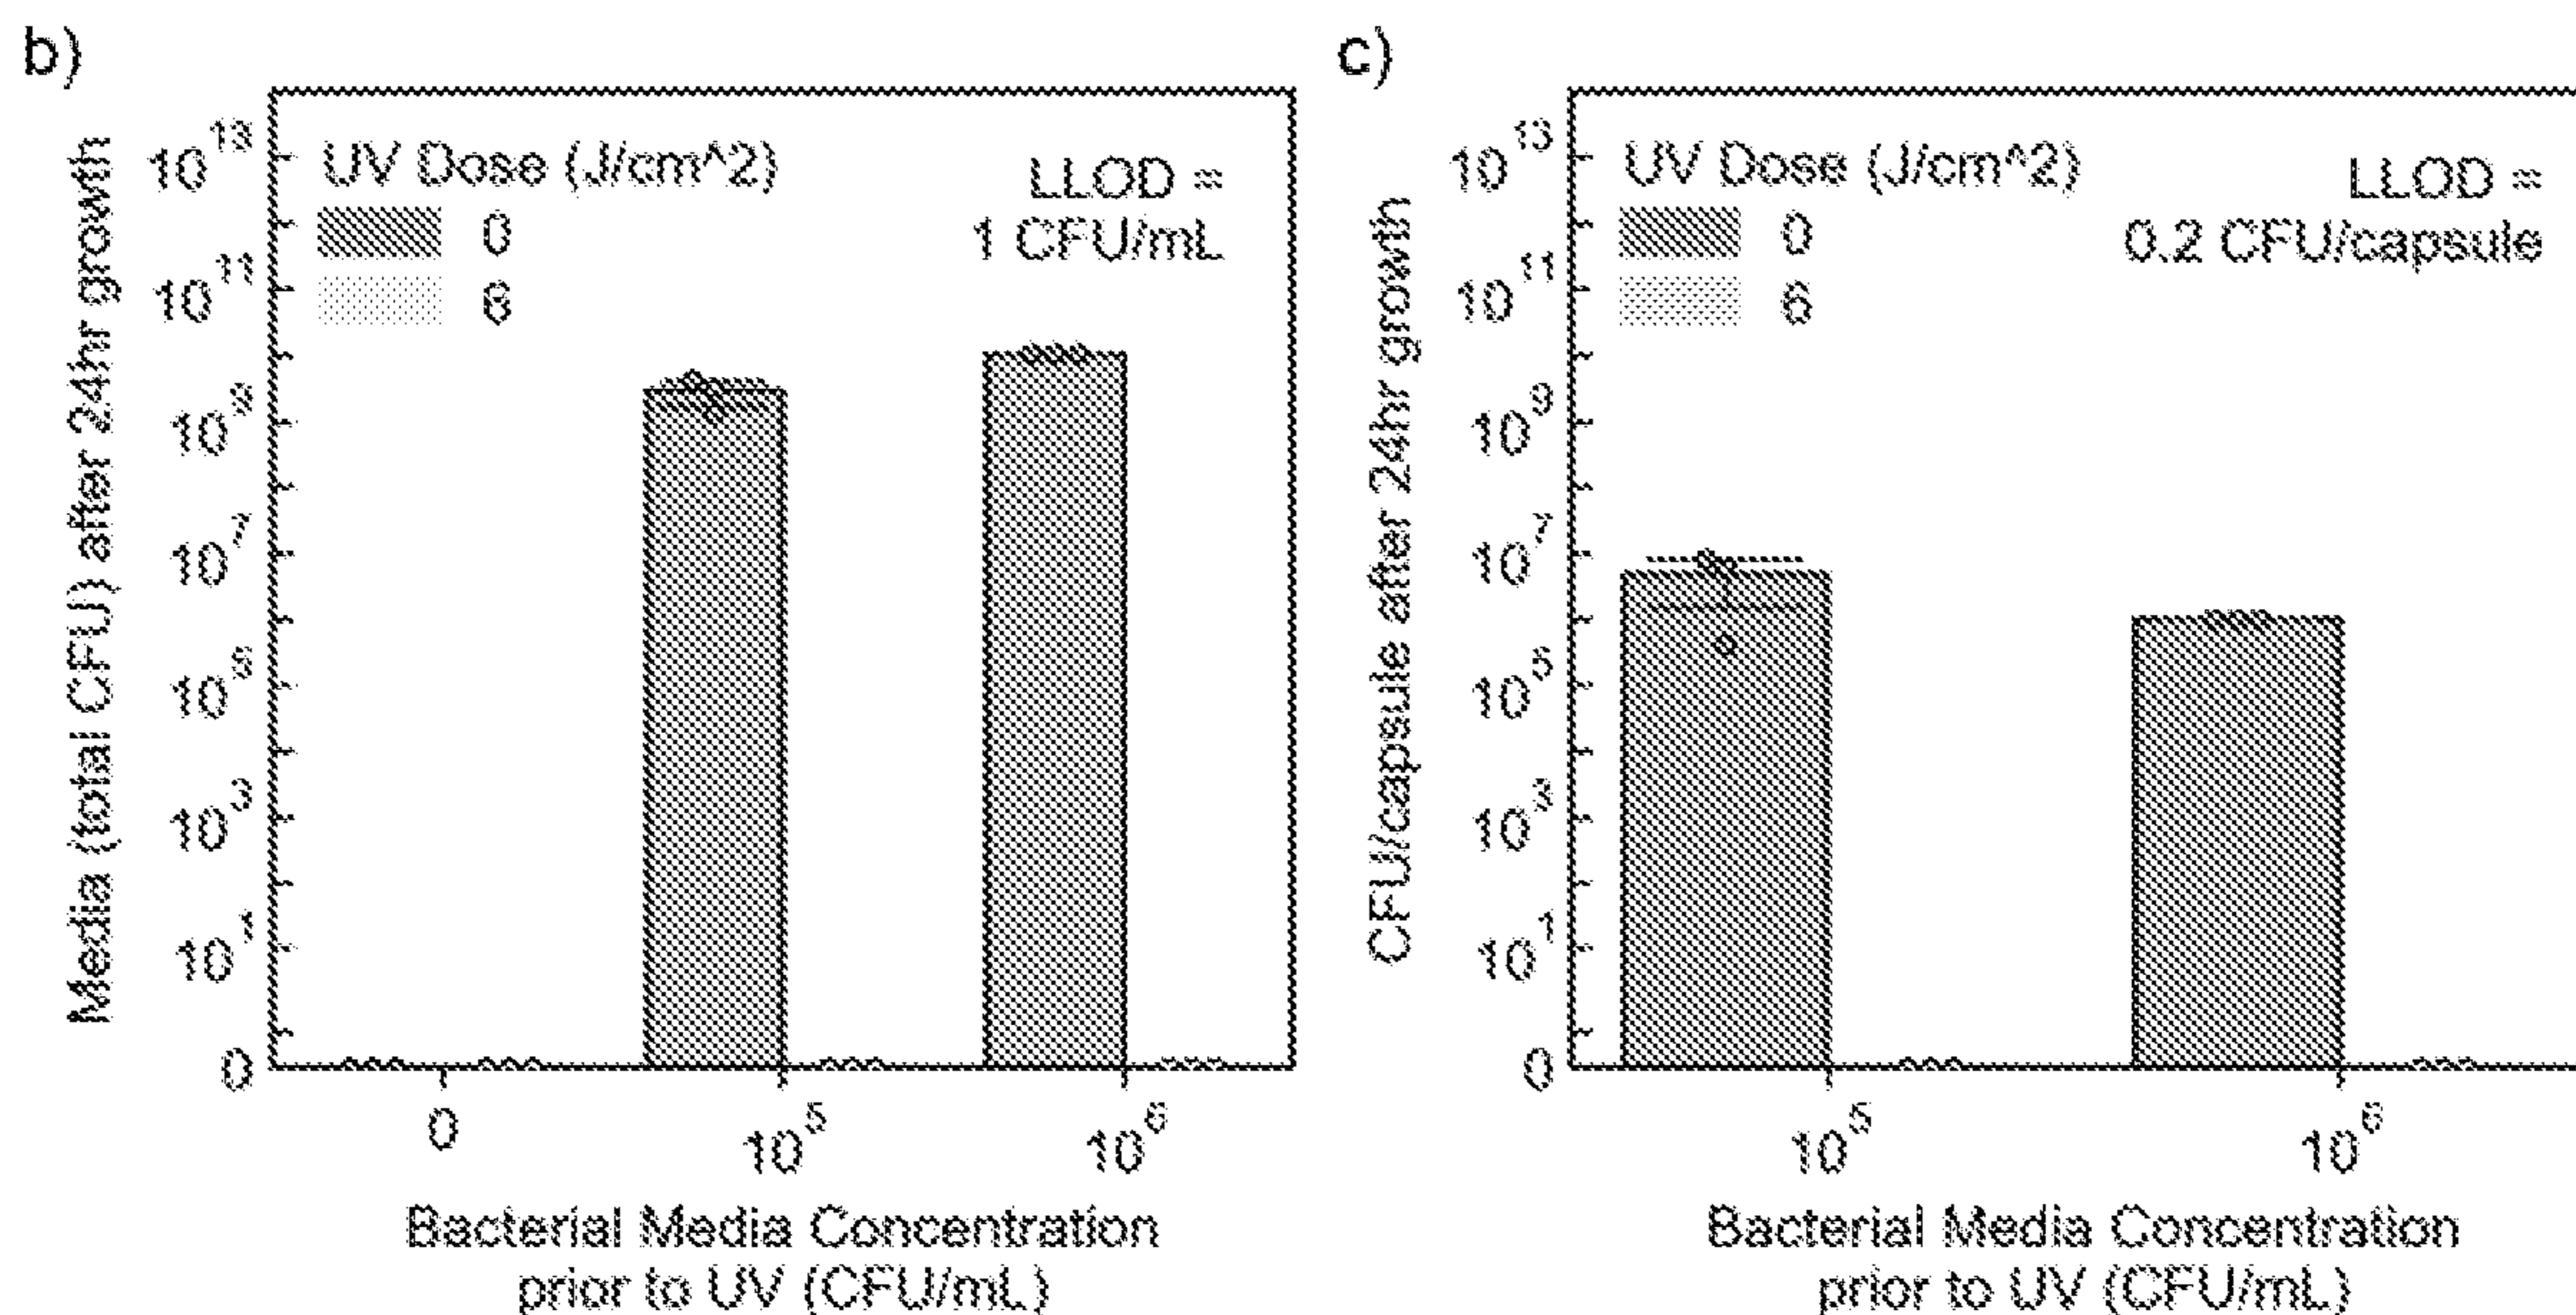 b)
Media (total CFU) after 24hr growth
10^13
10^11
10^9
10^7
10^5
10^3
10^1
0
UV Dose (J/cm^2)
0
6
LLOD =
1 CFU/mL
0
10^5
10^6
Bacterial Media Concentration
prior to UV (CFU/mL)
c)
CFU/capsule after 24hr growth
10^13
10^11
10^9
10^7
10^5
10^3
10^1
0
UV Dose (J/cm^2)
0
6
LLOD =
0.2 CFU/capsule
10^5
10^6
Bacterial Media Concentration
prior to UV (CFU/mL)